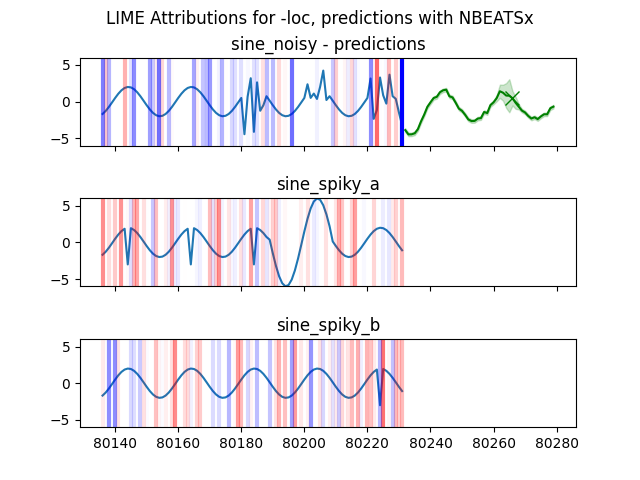 LIME Attributions for -loc, predictions with NBEATSx
sine_noisy - predictions
5
0
−5
sine_spiky_a
5
0
−5
sine_spiky_b
5
0
−5
80140 80160 80180 80200 80220 80240 80260 80280